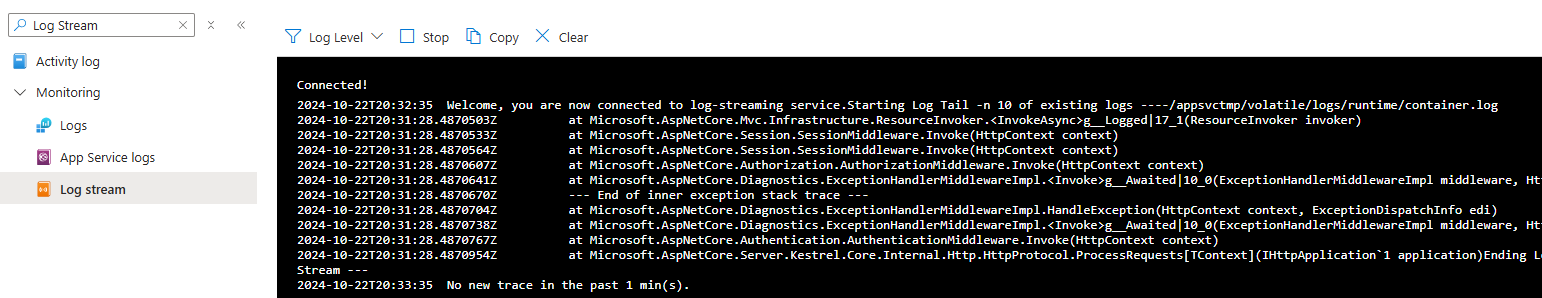 Log Stream
Activity log
Monitoring
Logs
App Service logs
Log stream
Log Level
Stop
Copy
Clear
Connected!
2024-10-22T20:32:35  Welcome, you are now connected to log-streaming service.Starting Log Tail -n 10 of existing logs ----/appsvctmp/volatile/logs/runtime/container.log
2024-10-22T20:31:28.4870503Z          at Microsoft.AspNetCore.Mvc.Infrastructure.ResourceInvoker.<InvokeAsync>g__Logged|17_1(ResourceInvoker invoker)
2024-10-22T20:31:28.4870533Z          at Microsoft.AspNetCore.Session.SessionMiddleware.Invoke(HttpContext context)
2024-10-22T20:31:28.4870564Z          at Microsoft.AspNetCore.Session.SessionMiddleware.Invoke(HttpContext context)
2024-10-22T20:31:28.4870607Z          at Microsoft.AspNetCore.Authorization.AuthorizationMiddleware.Invoke(HttpContext context)
2024-10-22T20:31:28.4870641Z          at Microsoft.AspNetCore.Diagnostics.ExceptionHandlerMiddlewareImpl.<Invoke>g__Awaited|10_0(ExceptionHandlerMiddlewareImpl middleware, Ht
2024-10-22T20:31:28.4870670Z          --- End of inner exception stack trace ---
2024-10-22T20:31:28.4870704Z          at Microsoft.AspNetCore.Diagnostics.ExceptionHandlerMiddlewareImpl.HandleException(HttpContext context, ExceptionDispatchInfo edi)
2024-10-22T20:31:28.4870738Z          at Microsoft.AspNetCore.Diagnostics.ExceptionHandlerMiddlewareImpl.<Invoke>g__Awaited|10_0(ExceptionHandlerMiddlewareImpl middleware, Ht
2024-10-22T20:31:28.4870767Z          at Microsoft.AspNetCore.Authentication.AuthenticationMiddleware.Invoke(HttpContext context)
2024-10-22T20:31:28.4870954Z          at Microsoft.AspNetCore.Server.Kestrel.Core.Internal.Http.HttpProtocol.ProcessRequests[TContext](IHttpApplication`1 application)Ending L
Stream ---
2024-10-22T20:33:35  No new trace in the past 1 min(s).